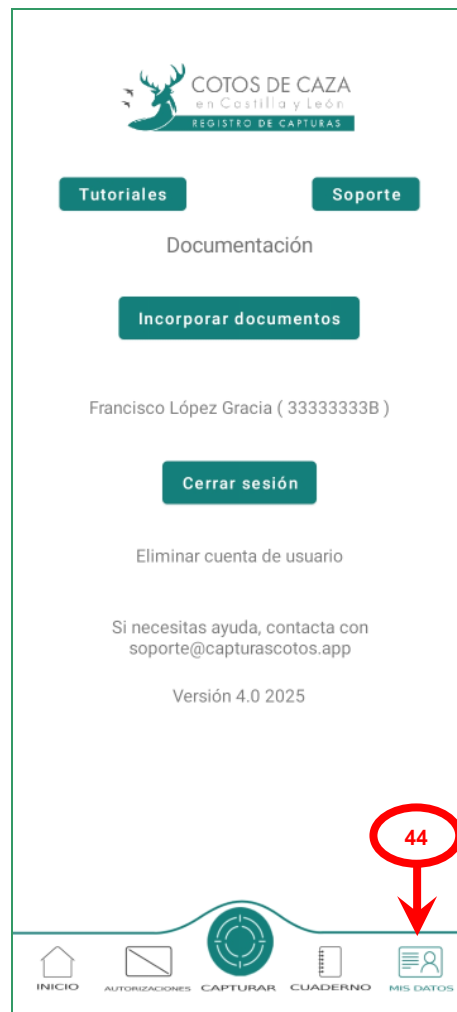 COTOS DE CAZA
en Castilla y León
REGISTRO DE CAPTURAS
Tutoriales
Soporte
Documentación
Incorporar documentos
Francisco López Gracia ( 33333333B )
Cerrar sesión
Eliminar cuenta de usuario
Si necesitas ayuda, contacta con
soporte@capturascotos.app
Versión 4.0 2025
44
INICIO
AUTORIZACIONES
CAPTURAR
CUADERNO
MIS DATOS